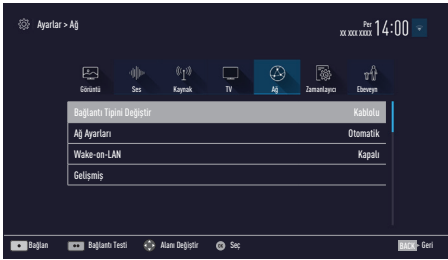 Ayarlar > Ağ
Per
xx xxx xxxx 14:00
Görüntü Ses Kaynak TV Ağ Zamanlayıcı Ebeveyn
Bağlantı Tipini Değiştir Kablolu
Ağ Ayarları Otomatik
Wake-on-LAN Kapalı
Gelişmiş
Bağlan Bağlantı Testi Alanı Değiştir OK Seç BACK Geri